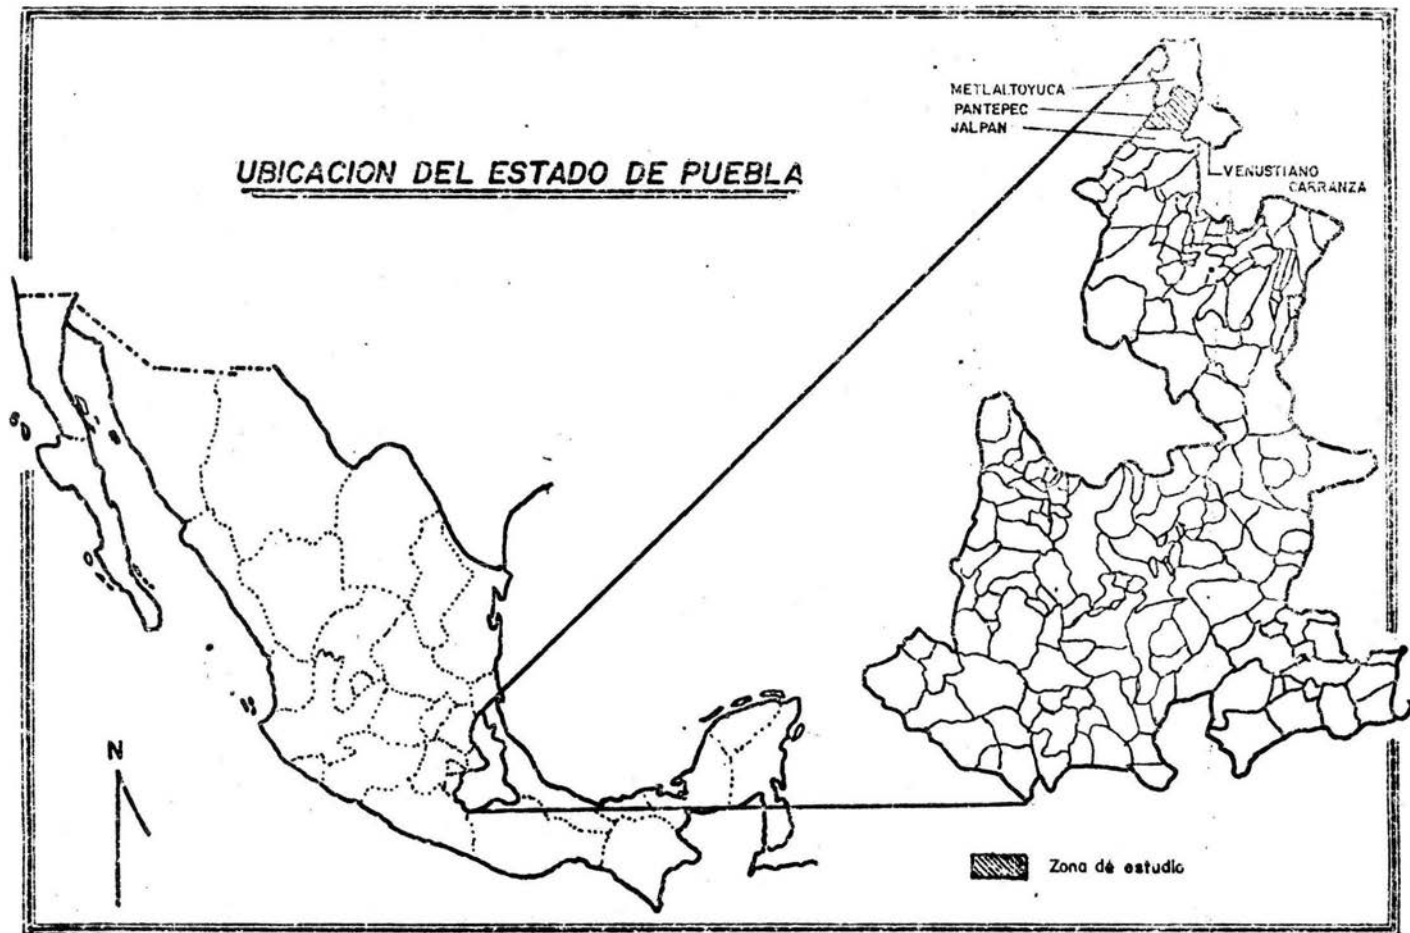 METLALTOYUCA
PANTEPEC
JALPAN
UBICACION DEL ESTADO DE PUEBLA
VENUSTIANO
CARRANZA
N
Zona de estudio